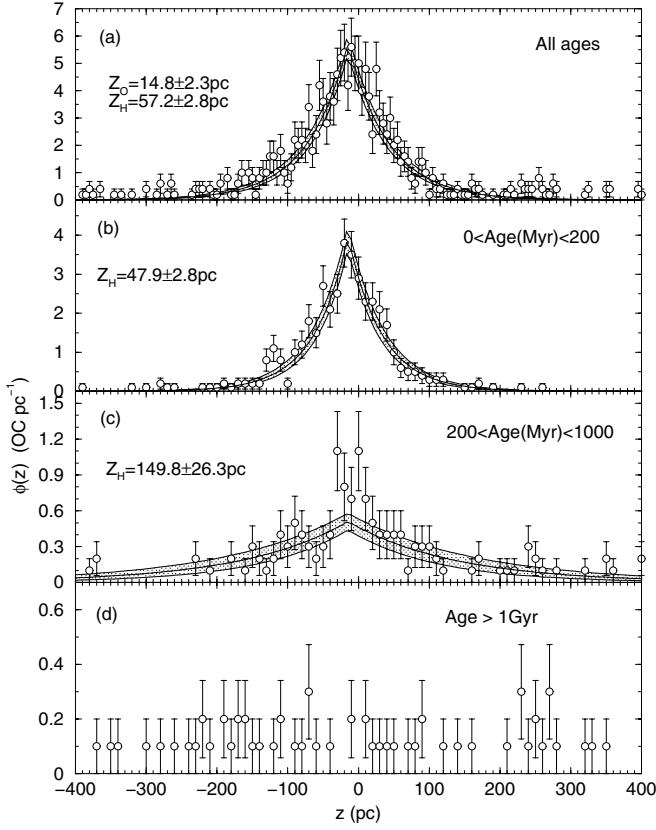 7
6
5
4
3
2
1
0
(a)
All ages
Z_O=14.8±2.3pc
Z_H=57.2±2.8pc
4
3
2
1
0
(b)
0<Age(Myr)<200
Z_H=47.9±2.8pc
φ(z) (OC pc⁻¹)
1.5
1.2
0.9
0.6
0.3
0
(c)
200<Age(Myr)<1000
Z_H=149.8±26.3pc
0.6
0.4
0.2
0
(d)
Age > 1Gyr
−400 −300 −200 −100 0 100 200 300 400
z (pc)